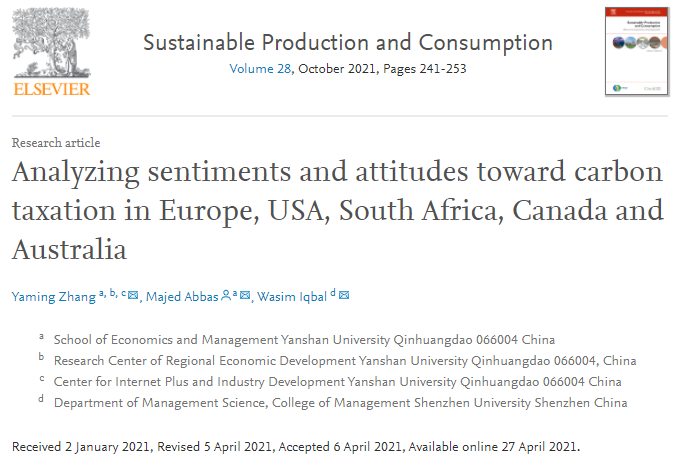 ELSEVIER
Sustainable Production and Consumption
Volume 28, October 2021, Pages 241-253
Research article
Analyzing sentiments and attitudes toward carbon
taxation in Europe, USA, South Africa, Canada and
Australia
Yaming Zhang a, b, c, Majed Abbas a, Wasim Iqbal d
a School of Economics and Management Yanshan University Qinhuangdao 066004 China
b Research Center of Regional Economic Development Yanshan University Qinhuangdao 066004, China
c Center for Internet Plus and Industry Development Yanshan University Qinhuangdao 066004 China
d Department of Management Science, College of Management Shenzhen University Shenzhen China
Received 2 January 2021, Revised 5 April 2021, Accepted 6 April 2021, Available online 27 April 2021.